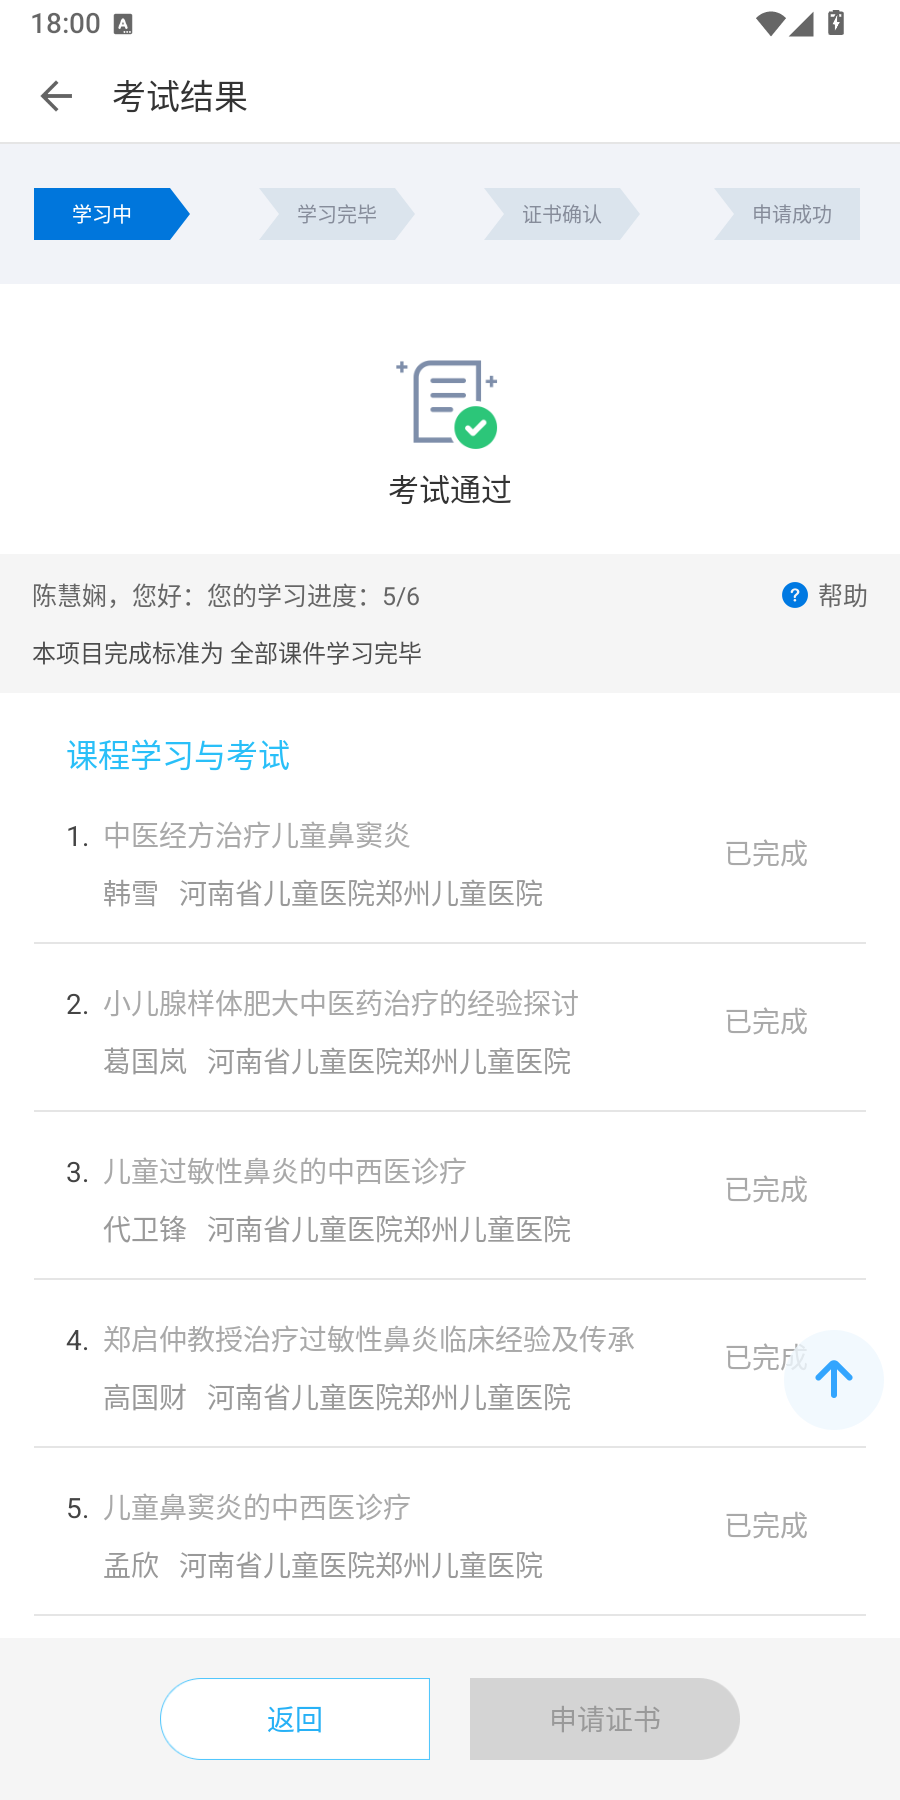 18:00
考试结果
学习中 学习完毕 证书确认 申请成功
考试通过
陈慧娴，您好：您的学习进度：5/6 帮助
本项目完成标准为 全部课件学习完毕
课程学习与考试
1. 中医经方治疗儿童鼻窦炎
已完成
韩雪 河南省儿童医院郑州儿童医院
2. 小儿腺样体肥大中医药治疗的经验探讨
已完成
葛国岚 河南省儿童医院郑州儿童医院
3. 儿童过敏性鼻炎的中西医诊疗
已完成
代卫锋 河南省儿童医院郑州儿童医院
4. 郑启仲教授治疗过敏性鼻炎临床经验及传承
已完成
高国财 河南省儿童医院郑州儿童医院
5. 儿童鼻窦炎的中西医诊疗
已完成
孟欣 河南省儿童医院郑州儿童医院
返回 申请证书